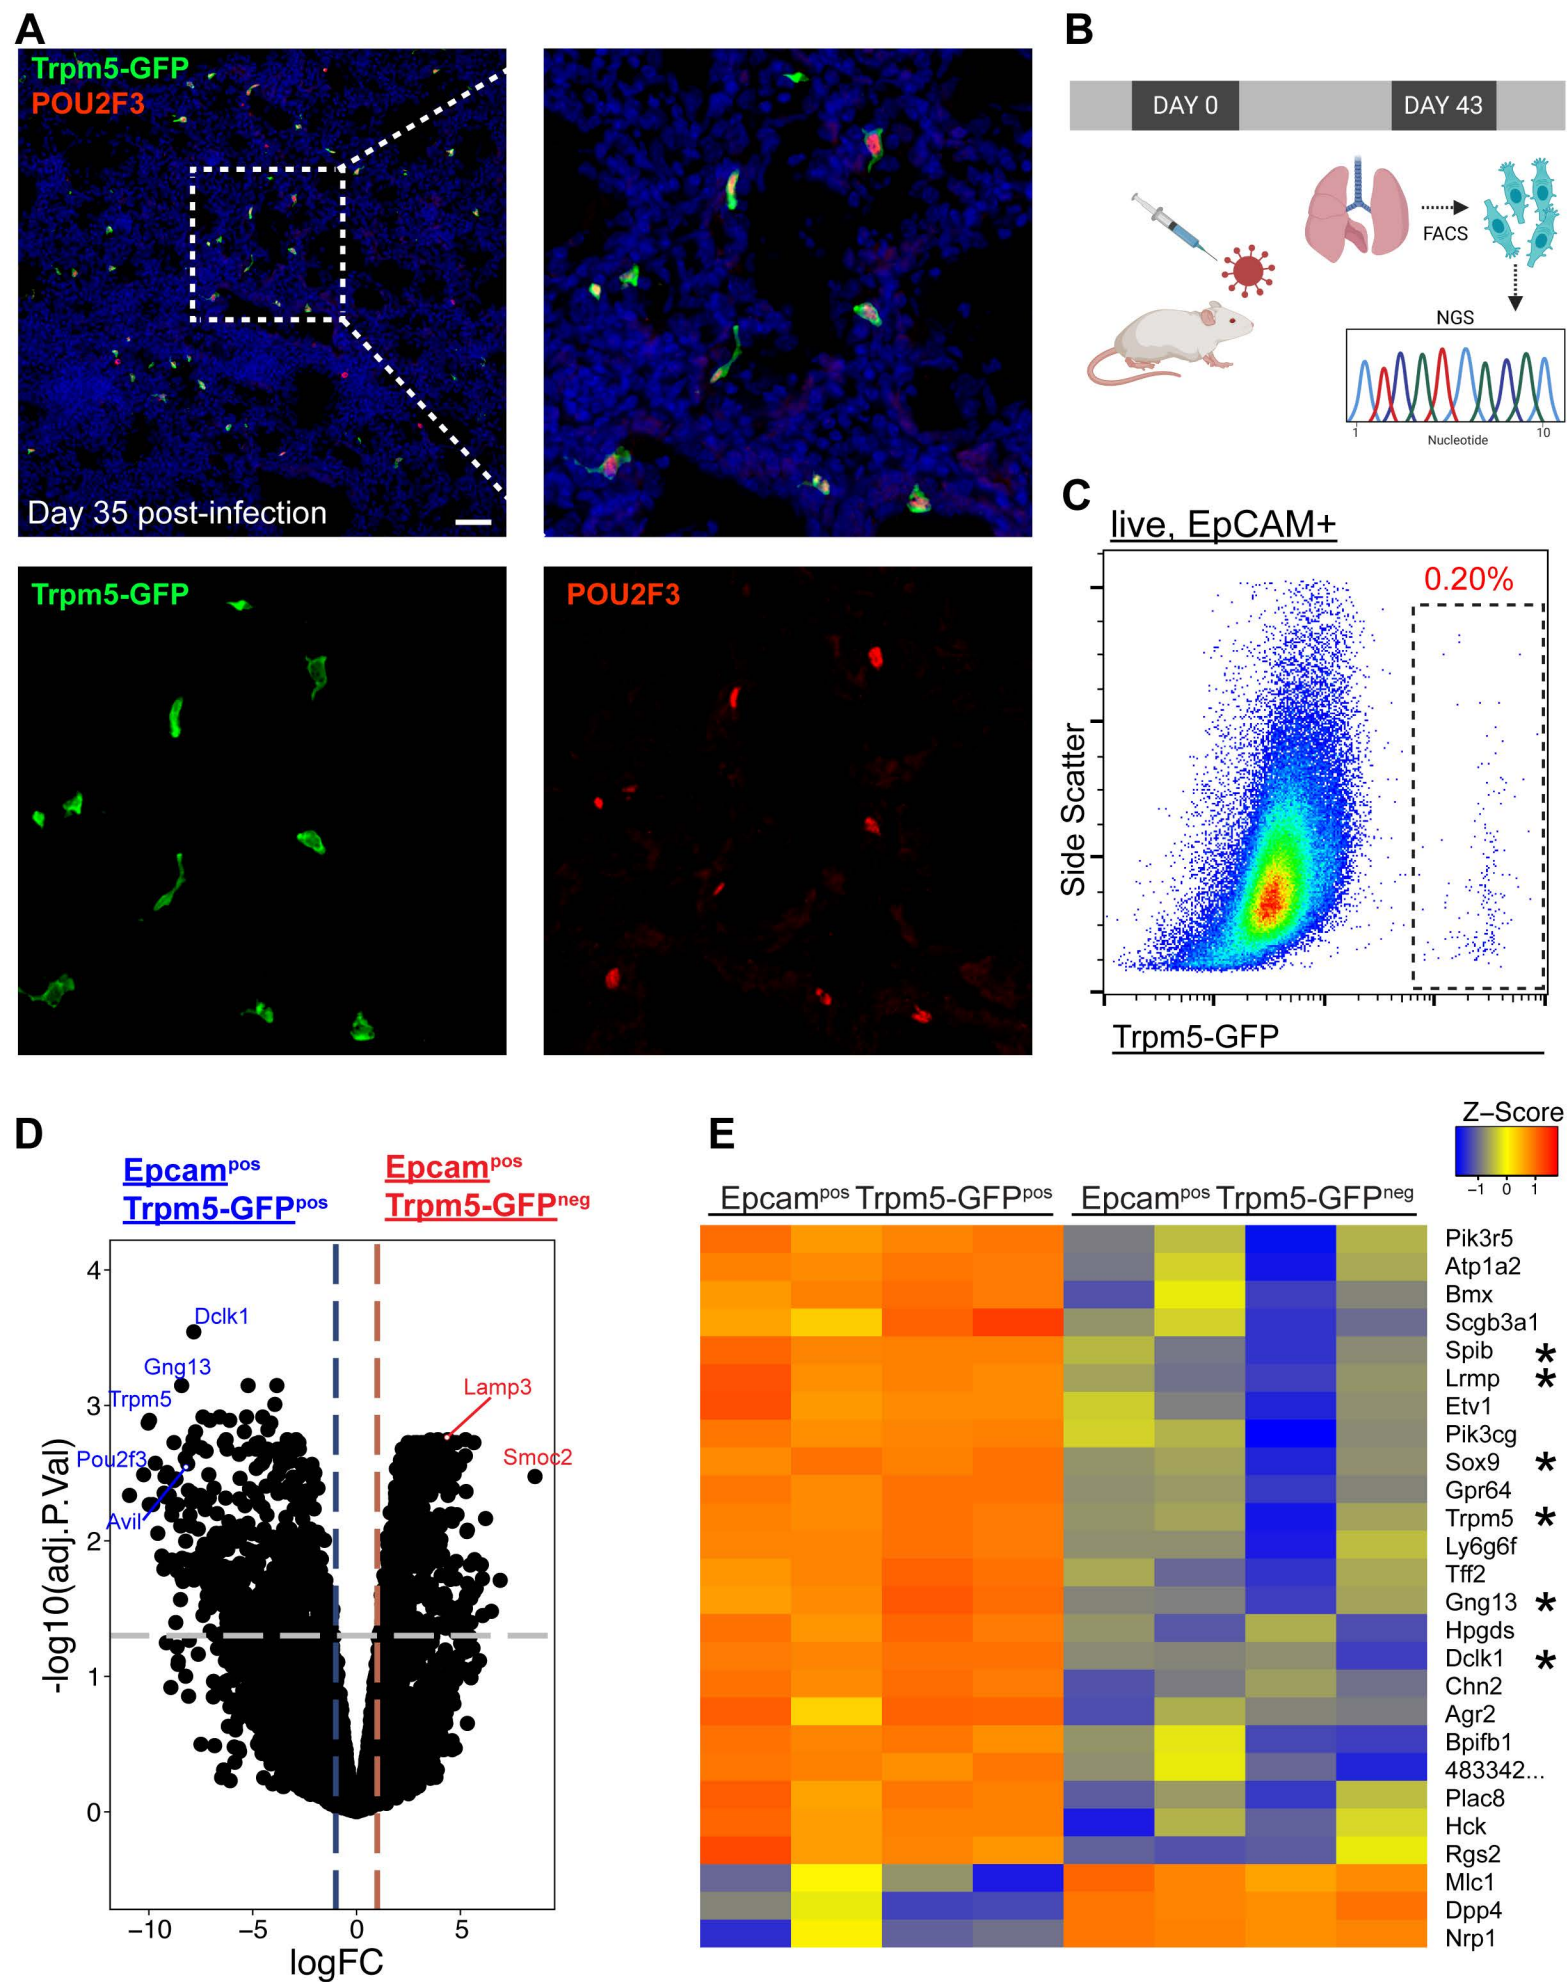 A
Trpm5-GFP
POU2F3
Day 35 post-infection
Trpm5-GFP
POU2F3
B
DAY 0
DAY 43
FACS
NGS
1
10
Nucleotide
C
live, EpCAM+
0.20%
Side Scatter
Trpm5-GFP
D
Epcampos
Trpm5-GFPpos
Epcampos
Trpm5-GFPneg
-log10(adj.P.Val)
4
3
2
1
0
Dclk1
Gng13
Trpm5
Pou2f3
Avil
Lamp3
Smoc2
−10
−5
0
5
logFC
E
Z−Score
−1 0 1
Epcampos Trpm5-GFPpos
Epcampos Trpm5-GFPneg
Pik3r5
Atp1a2
Bmx
Scgb3a1
Spib *
Lrmp *
Etv1
Pik3cg
Sox9 *
Gpr64
Trpm5 *
Ly6g6f
Tff2
Gng13 *
Hpgds
Dclk1 *
Chn2
Agr2
Bpifb1
483342...
Plac8
Hck
Rgs2
Mlc1
Dpp4
Nrp1